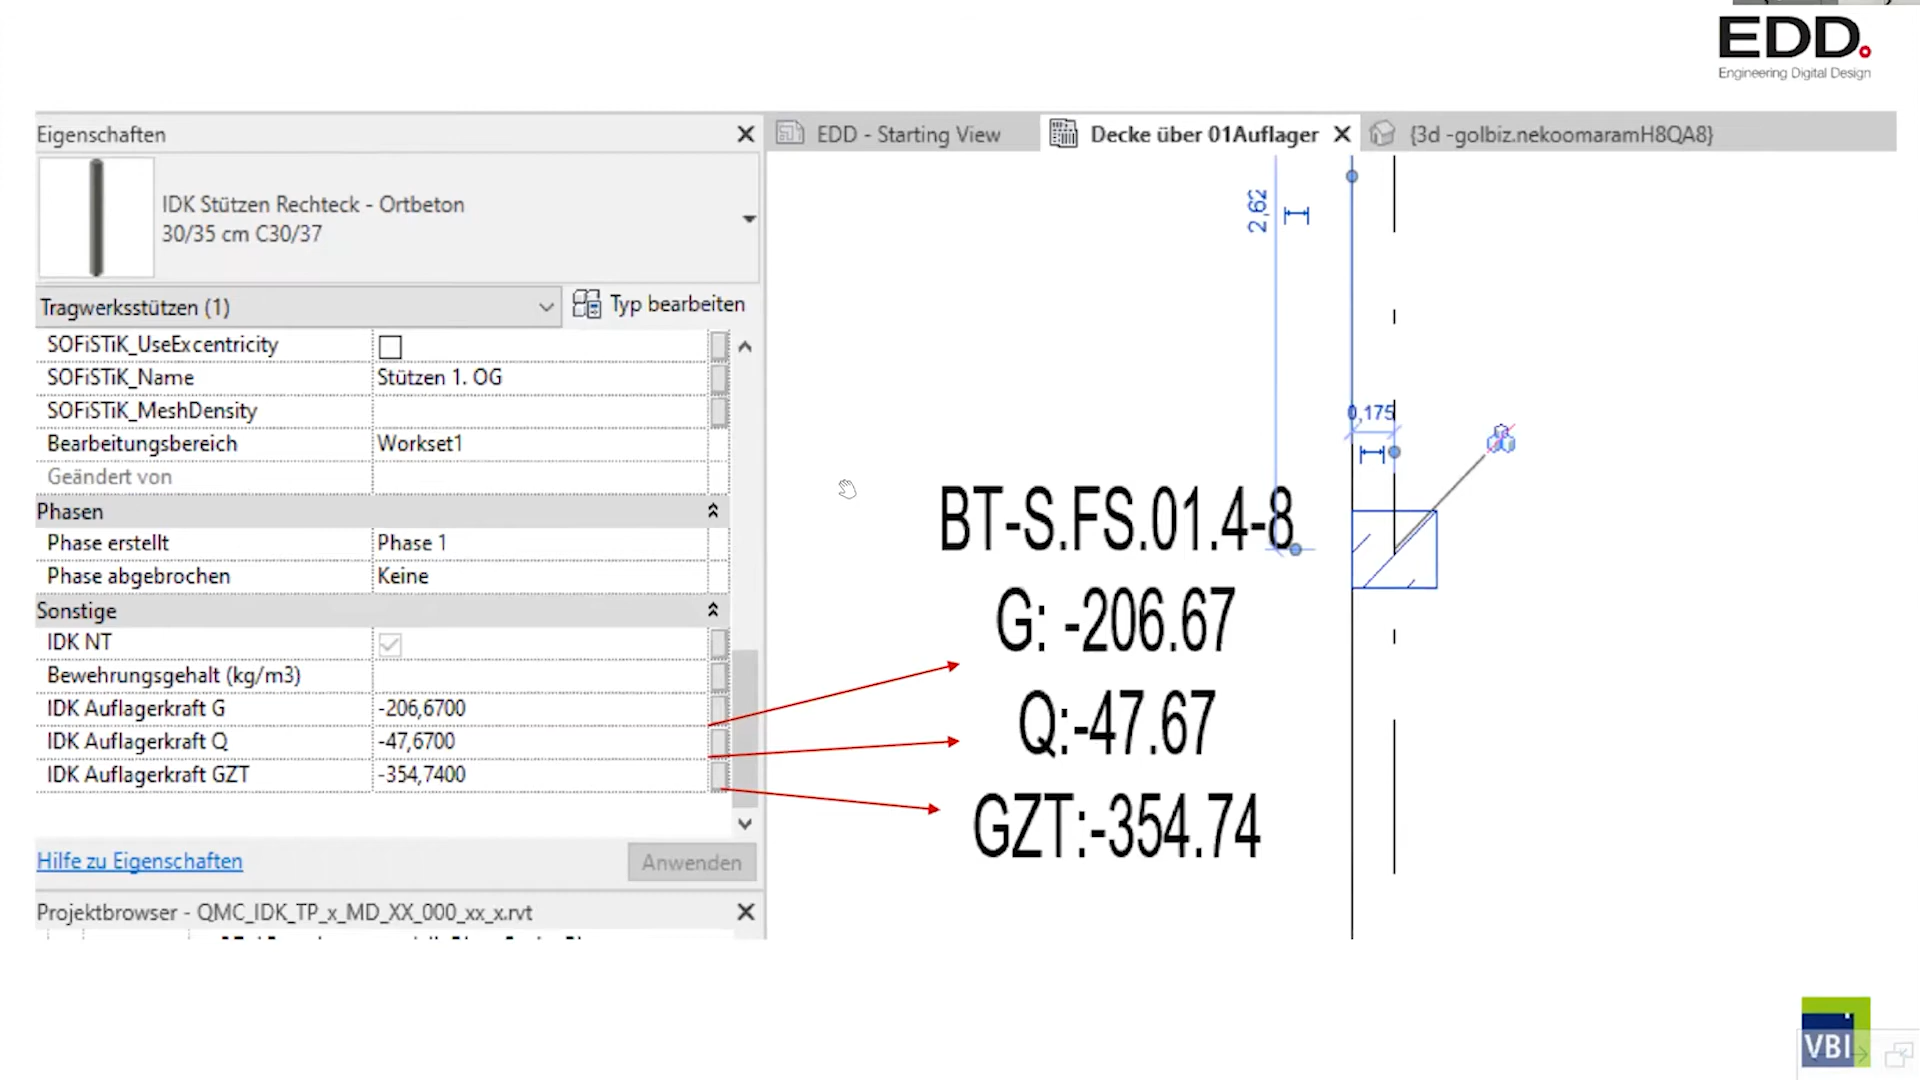 EDD.
Engineering Digital Design
Eigenschaften
EDD - Starting View
Decke über 01Auflager
{3d -golbiz.nekoomaramH8QA8}
IDK Stützen Rechteck - Ortbeton
30/35 cm C30/37
Tragwerksstützen (1)
Typ bearbeiten
SOFiSTiK_UseExcentricity
SOFiSTiK_Name Stützen 1. OG
SOFiSTiK_MeshDensity
Bearbeitungsbereich Workset1
Geändert von
Phasen
Phase erstellt Phase 1
Phase abgebrochen Keine
Sonstige
IDK NT
Bewehrungsgehalt (kg/m3)
IDK Auflagerkraft G -206,6700
IDK Auflagerkraft Q -47,6700
IDK Auflagerkraft GZT -354,7400
Hilfe zu Eigenschaften
Anwenden
Projektbrowser - QMC_IDK_TP_x_MD_XX_000_xx_x.rvt
2,62
0,175
BT-S.FS.01.4-8
G: -206.67
Q:-47.67
GZT:-354.74
VBI